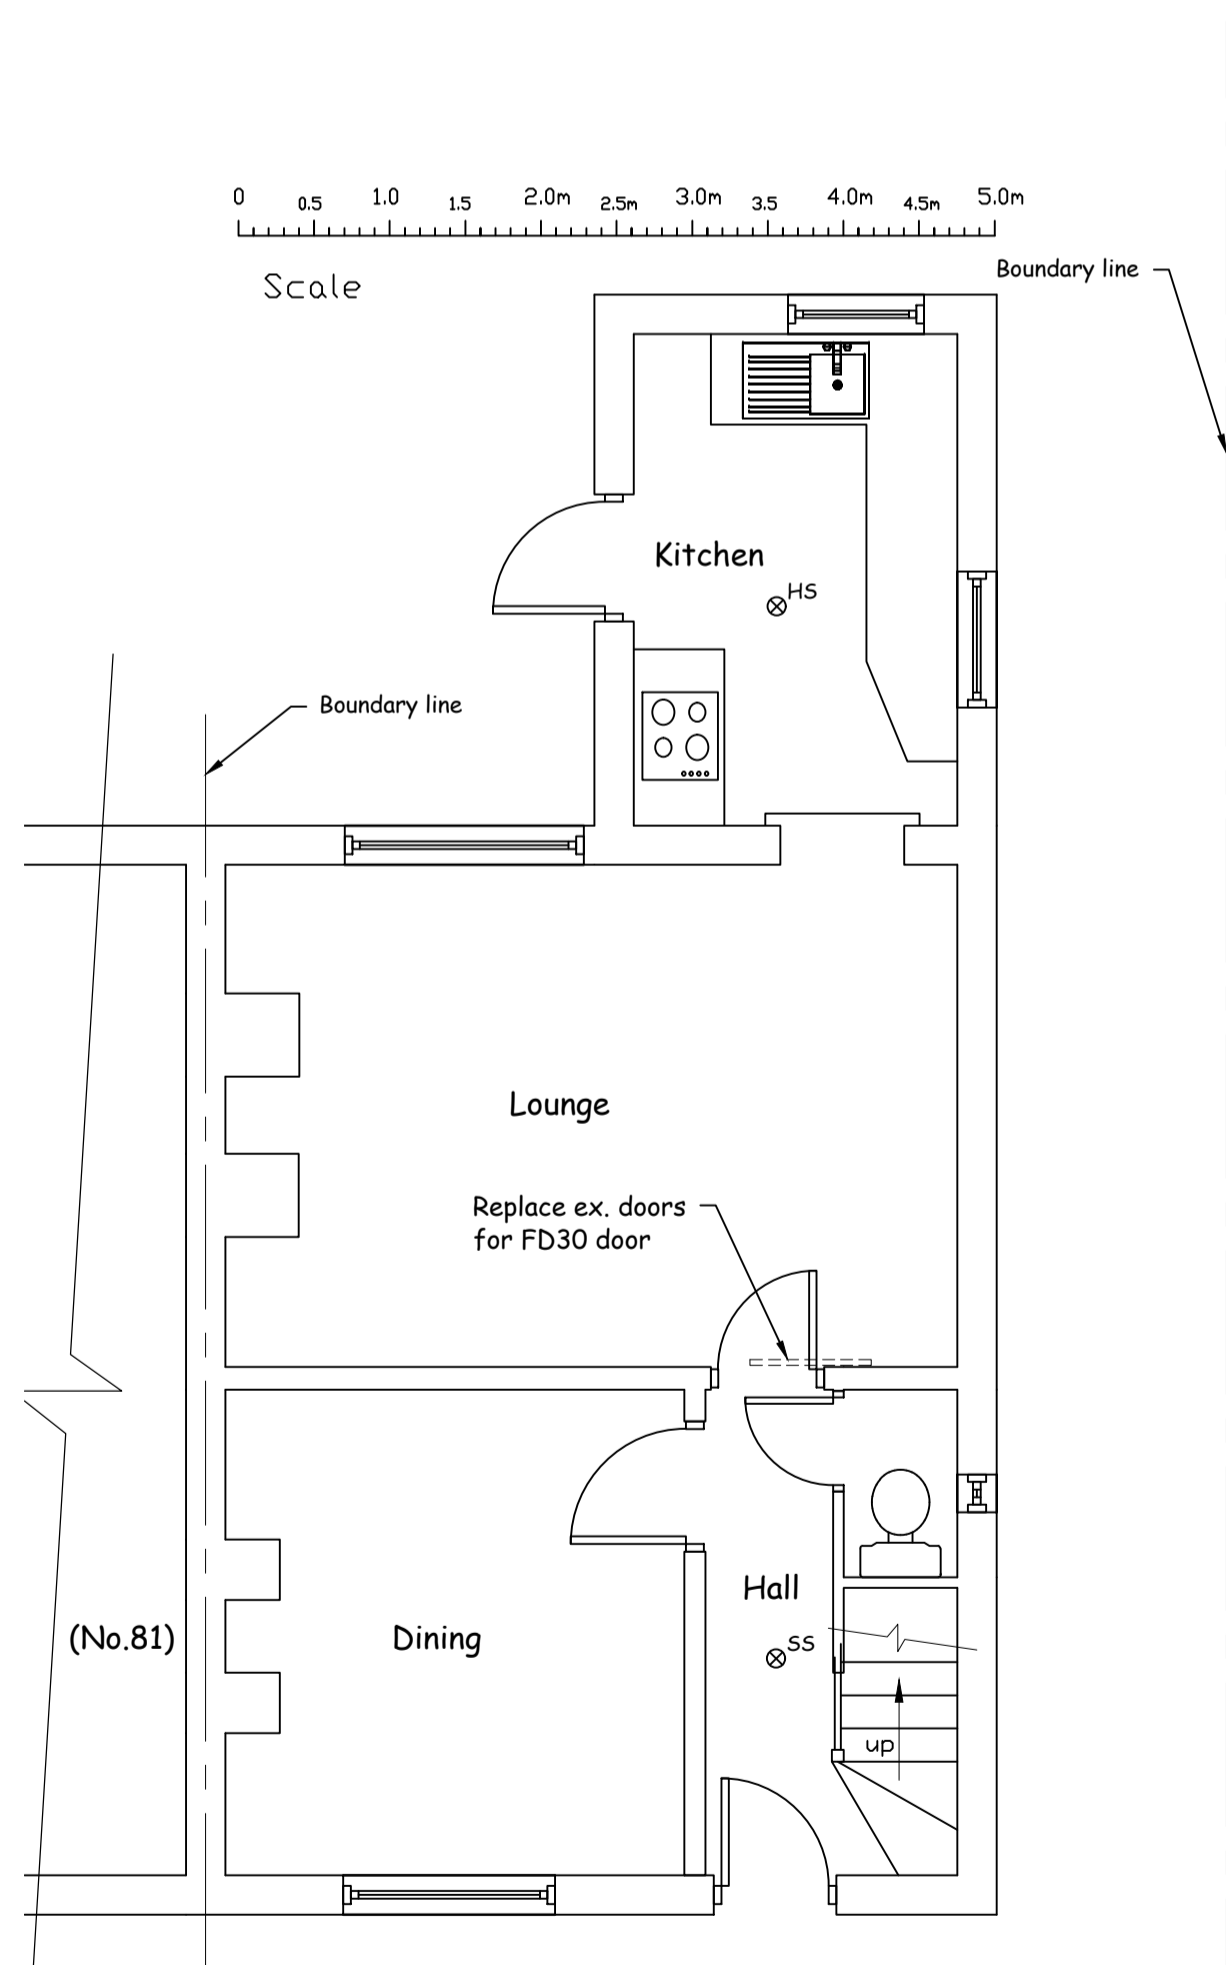 0 0.5 1.0 1.5 2.0m 2.5m 3.0m 3.5 4.0m 4.5m 5.0m
Scale
Boundary line
Kitchen
HS
Boundary line
Lounge
Replace ex. doors
for FD30 door
Hall
(No.81)
Dining
SS
up